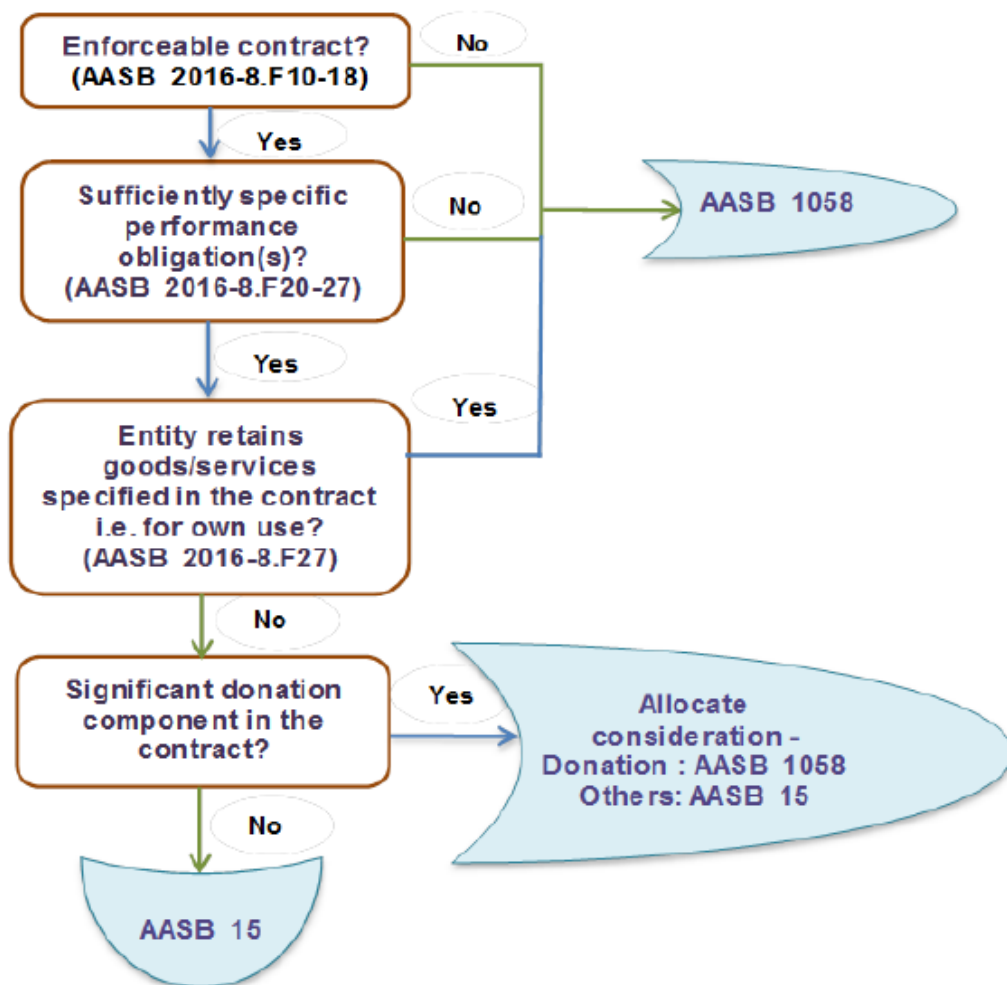 Enforceable contract?
(AASB 2016-8.F10-18)
No
Yes
Sufficiently specific
performance
obligation(s)?
(AASB 2016-8.F20-27)
No
AASB 1058
Yes
Entity retains
goods/services
specified in the contract
i.e. for own use?
(AASB 2016-8.F27)
Yes
No
Significant donation
component in the
contract?
Yes
Allocate
consideration -
Donation : AASB 1058
Others: AASB 15
No
AASB 15